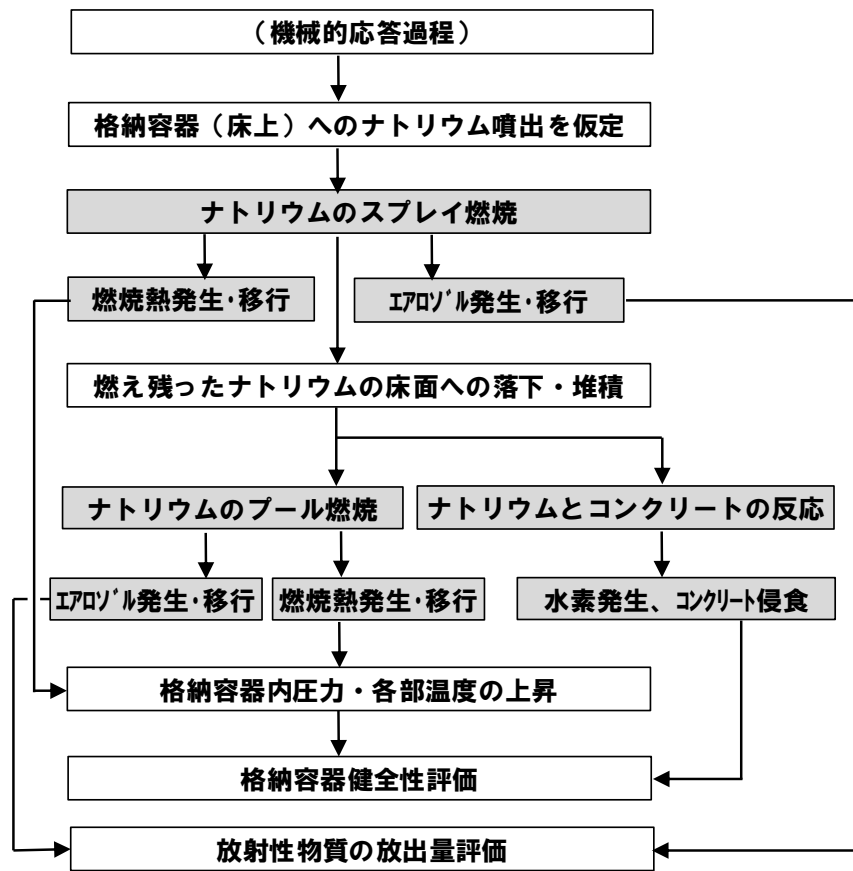 （機械的応答過程）
格納容器（床上）へのナトリウム噴出を仮定
ナトリウムのスプレイ燃焼
燃焼熱発生・移行
ｴｱﾛｿﾞﾙ発生・移行
燃え残ったナトリウムの床面への落下・堆積
ナトリウムのプール燃焼
ナトリウムとコンクリートの反応
ｴｱﾛｿﾞﾙ発生・移行
燃焼熱発生・移行
水素発生、ｺﾝｸﾘｰﾄ侵食
格納容器内圧力・各部温度の上昇
格納容器健全性評価
放射性物質の放出量評価